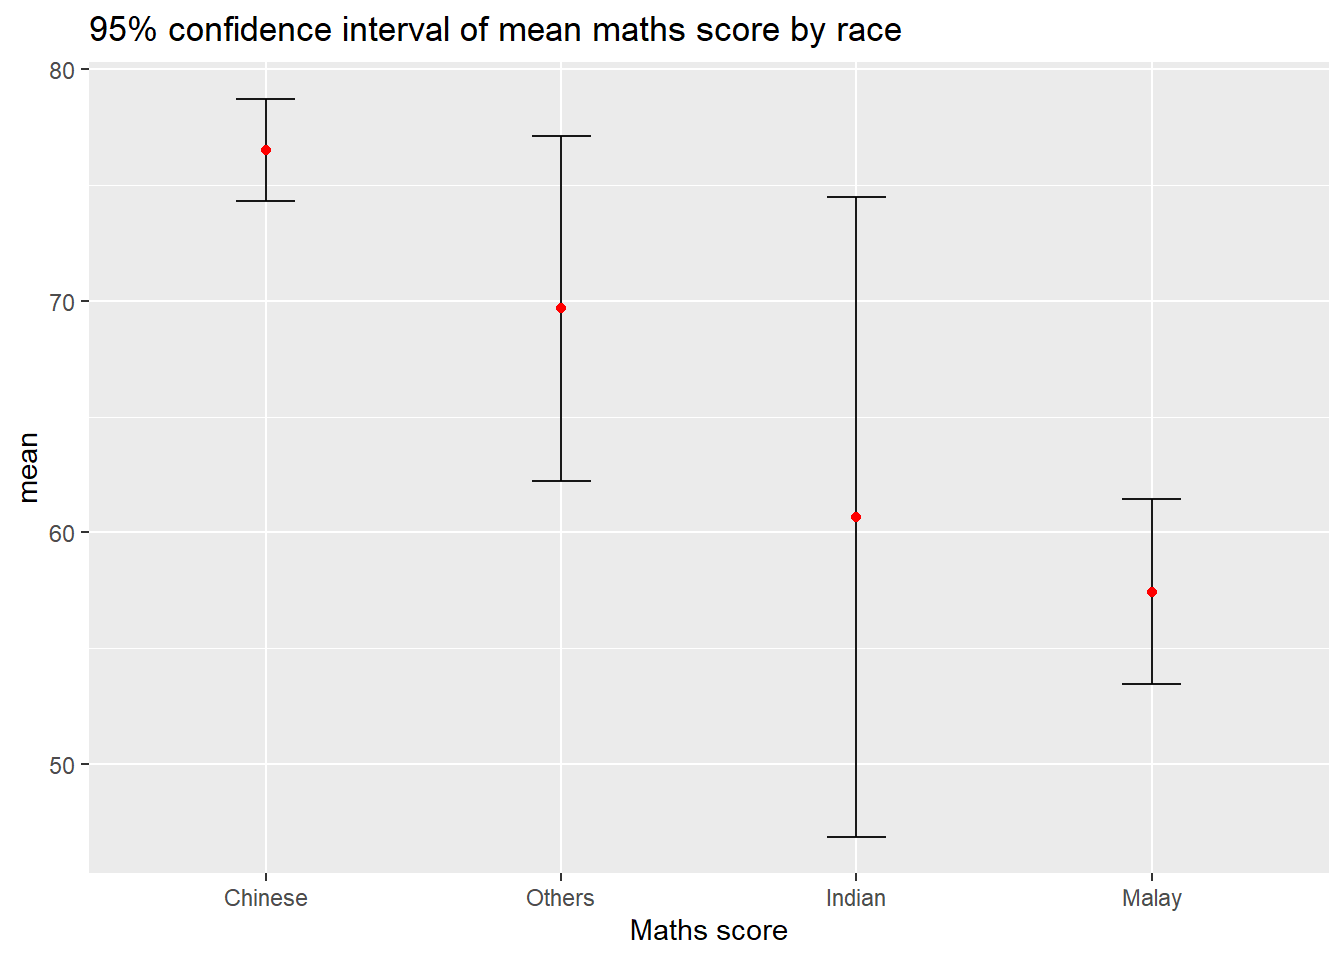 95% confidence interval of mean maths score by race
80
70
60
50
mean
Chinese Others Indian Malay
Maths score